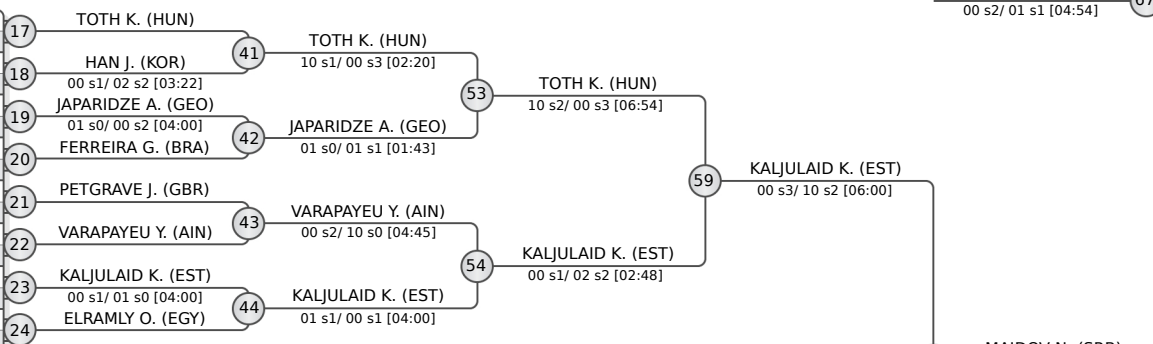 00 s2/ 01 s1 [04:54]
17
TOTH K. (HUN)
41
TOTH K. (HUN)
10 s1/ 00 s3 [02:20]
18
HAN J. (KOR)
00 s1/ 02 s2 [03:22]
53
TOTH K. (HUN)
10 s2/ 00 s3 [06:54]
19
JAPARIDZE A. (GEO)
01 s0/ 00 s2 [04:00]
42
JAPARIDZE A. (GEO)
01 s0/ 01 s1 [01:43]
20
FERREIRA G. (BRA)
59
KALJULAID K. (EST)
00 s3/ 10 s2 [06:00]
21
PETGRAVE J. (GBR)
43
VARAPAYEU Y. (AIN)
00 s2/ 10 s0 [04:45]
22
VARAPAYEU Y. (AIN)
54
KALJULAID K. (EST)
00 s1/ 02 s2 [02:48]
23
KALJULAID K. (EST)
00 s1/ 01 s0 [04:00]
44
KALJULAID K. (EST)
01 s1/ 00 s1 [04:00]
24
ELRAMLY O. (EGY)